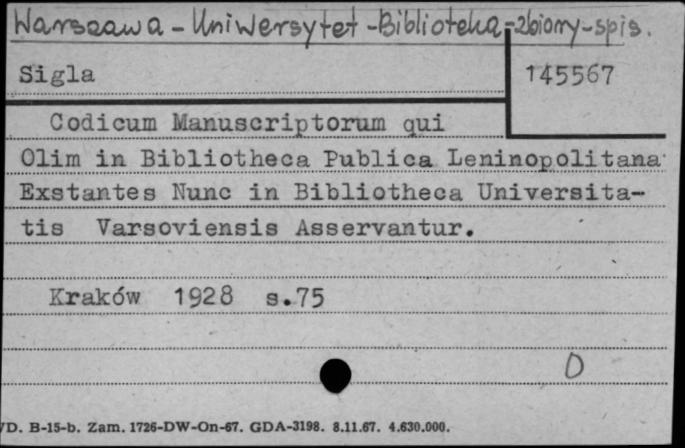 Warszawa - Uniwersytet - Biblioteka - zbiory - spis.
Sigla
145567
Codicum Manuscriptorum qui
Olim in Bibliotheca Publica Leninopolitana
Exstantes Nunc in Bibliotheca Universita-
tis Varsoviensis Asservantur.
Kraków 1928 s.75
D
/D. B-15-b. Zam. 1726-DW-On-67. GDA-3198. 8.11.67. 4.630.000.